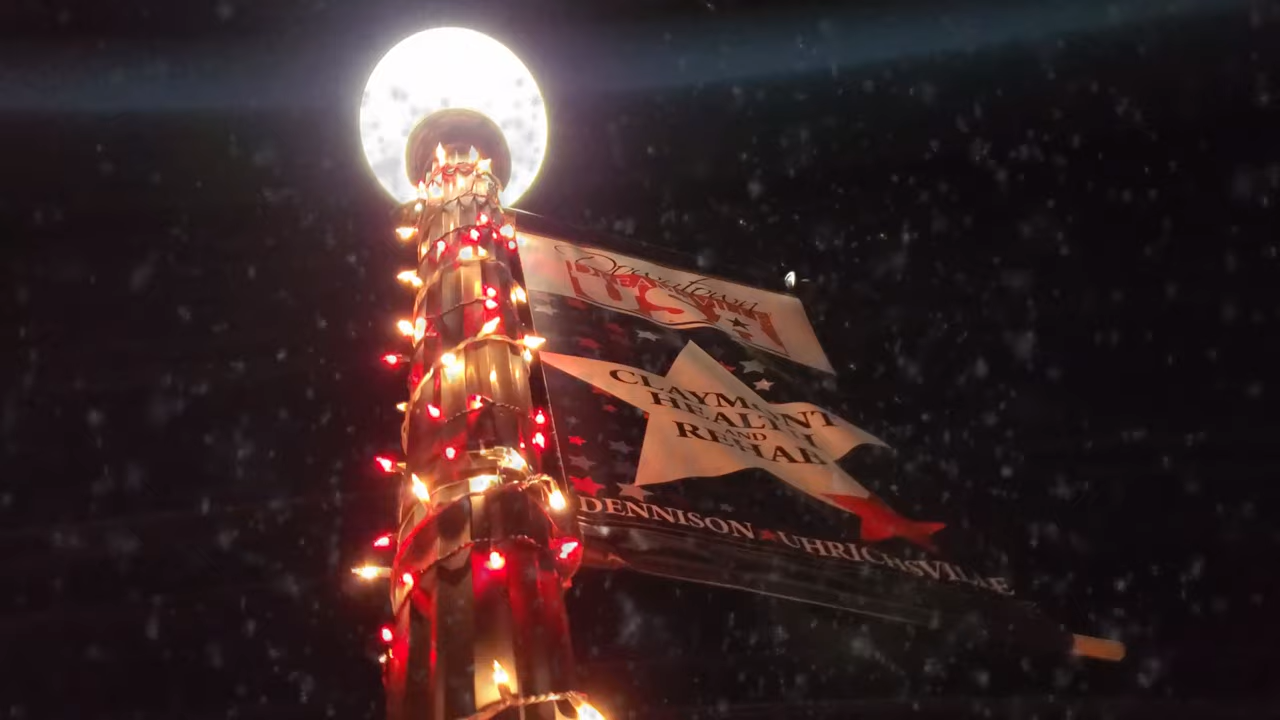 Downtown
CLAYMONT
HEALTH
AND
REHAB
DENNISON ★ UHRICHSVILLE